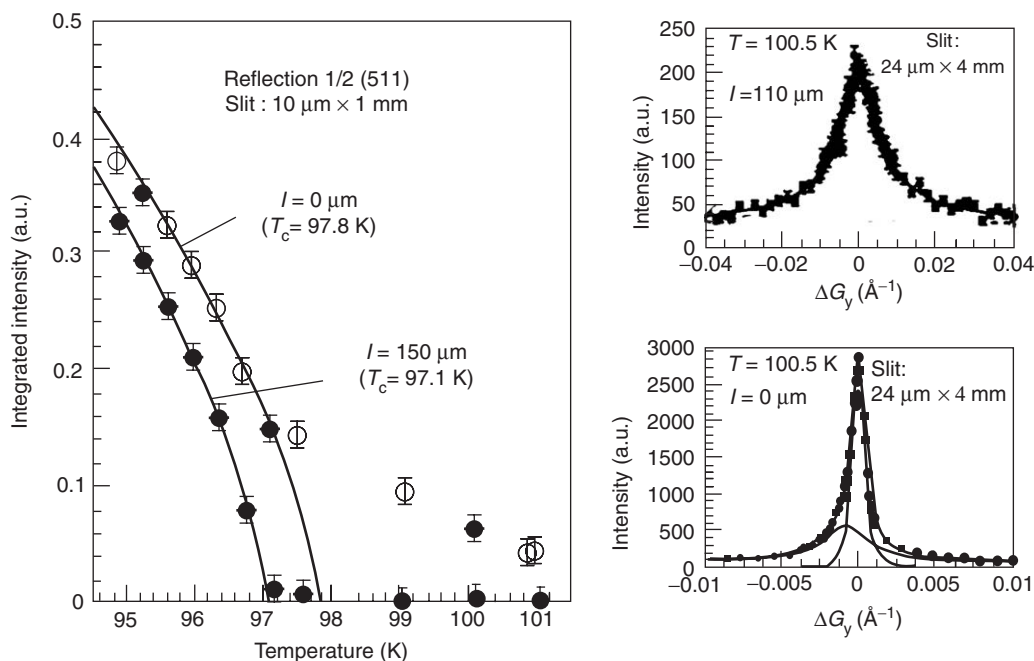 0.5
0.4
0.3
0.2
0.1
0
Integrated intensity (a.u.)
Reflection 1/2 (511)
Slit : 10 μm × 1 mm
l = 0 μm
(Tc= 97.8 K)
l = 150 μm
(Tc= 97.1 K)
95 96 97 98 99 100 101
Temperature (K)
250
200
150
100
50
0
Intensity (a.u.)
T = 100.5 K
Slit:
24 μm × 4 mm
l =110 μm
−0.04 −0.02 0 0.02 0.04
ΔGy (Å−1)
3000
2500
2000
1500
1000
500
0
Intensity (a.u.)
T = 100.5 K
Slit:
l = 0 μm
24 μm × 4 mm
−0.01 −0.005 0 0.005 0.01
ΔGy (Å−1)